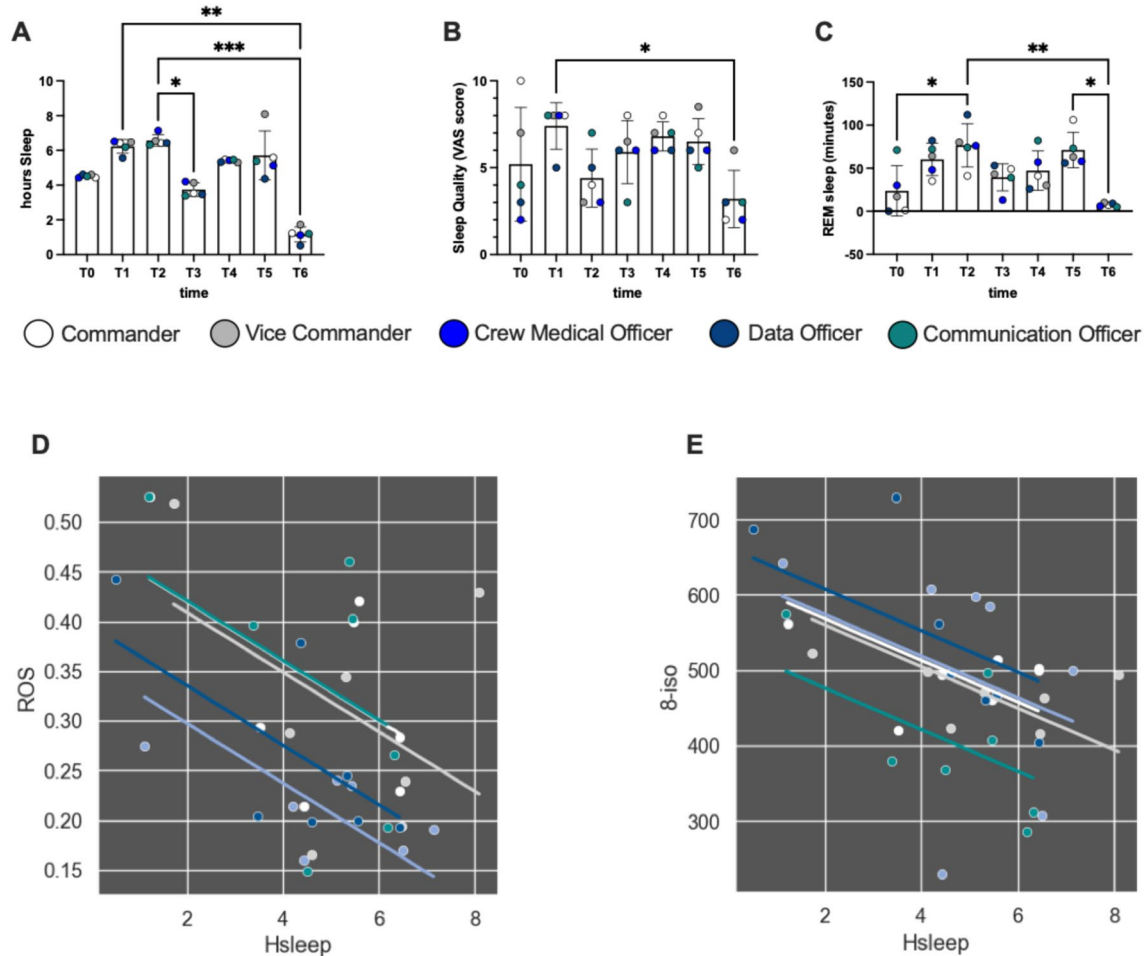 A
**
***
*
hours Sleep
10
8
6
4
2
0
T0 T1 T2 T3 T4 T5 T6
time
B
*
Sleep Quality (VAS score)
10
5
0
T0 T1 T2 T3 T4 T5 T6
time
C
**
*
*
REM sleep (minutes)
150
100
50
0
-50
T0 T1 T2 T3 T4 T5 T6
time
Commander
Vice Commander
Crew Medical Officer
Data Officer
Communication Officer
D
ROS
0.50
0.45
0.40
0.35
0.30
0.25
0.20
0.15
2 4 6 8
Hsleep
E
8-iso
700
600
500
400
300
2 4 6 8
Hsleep